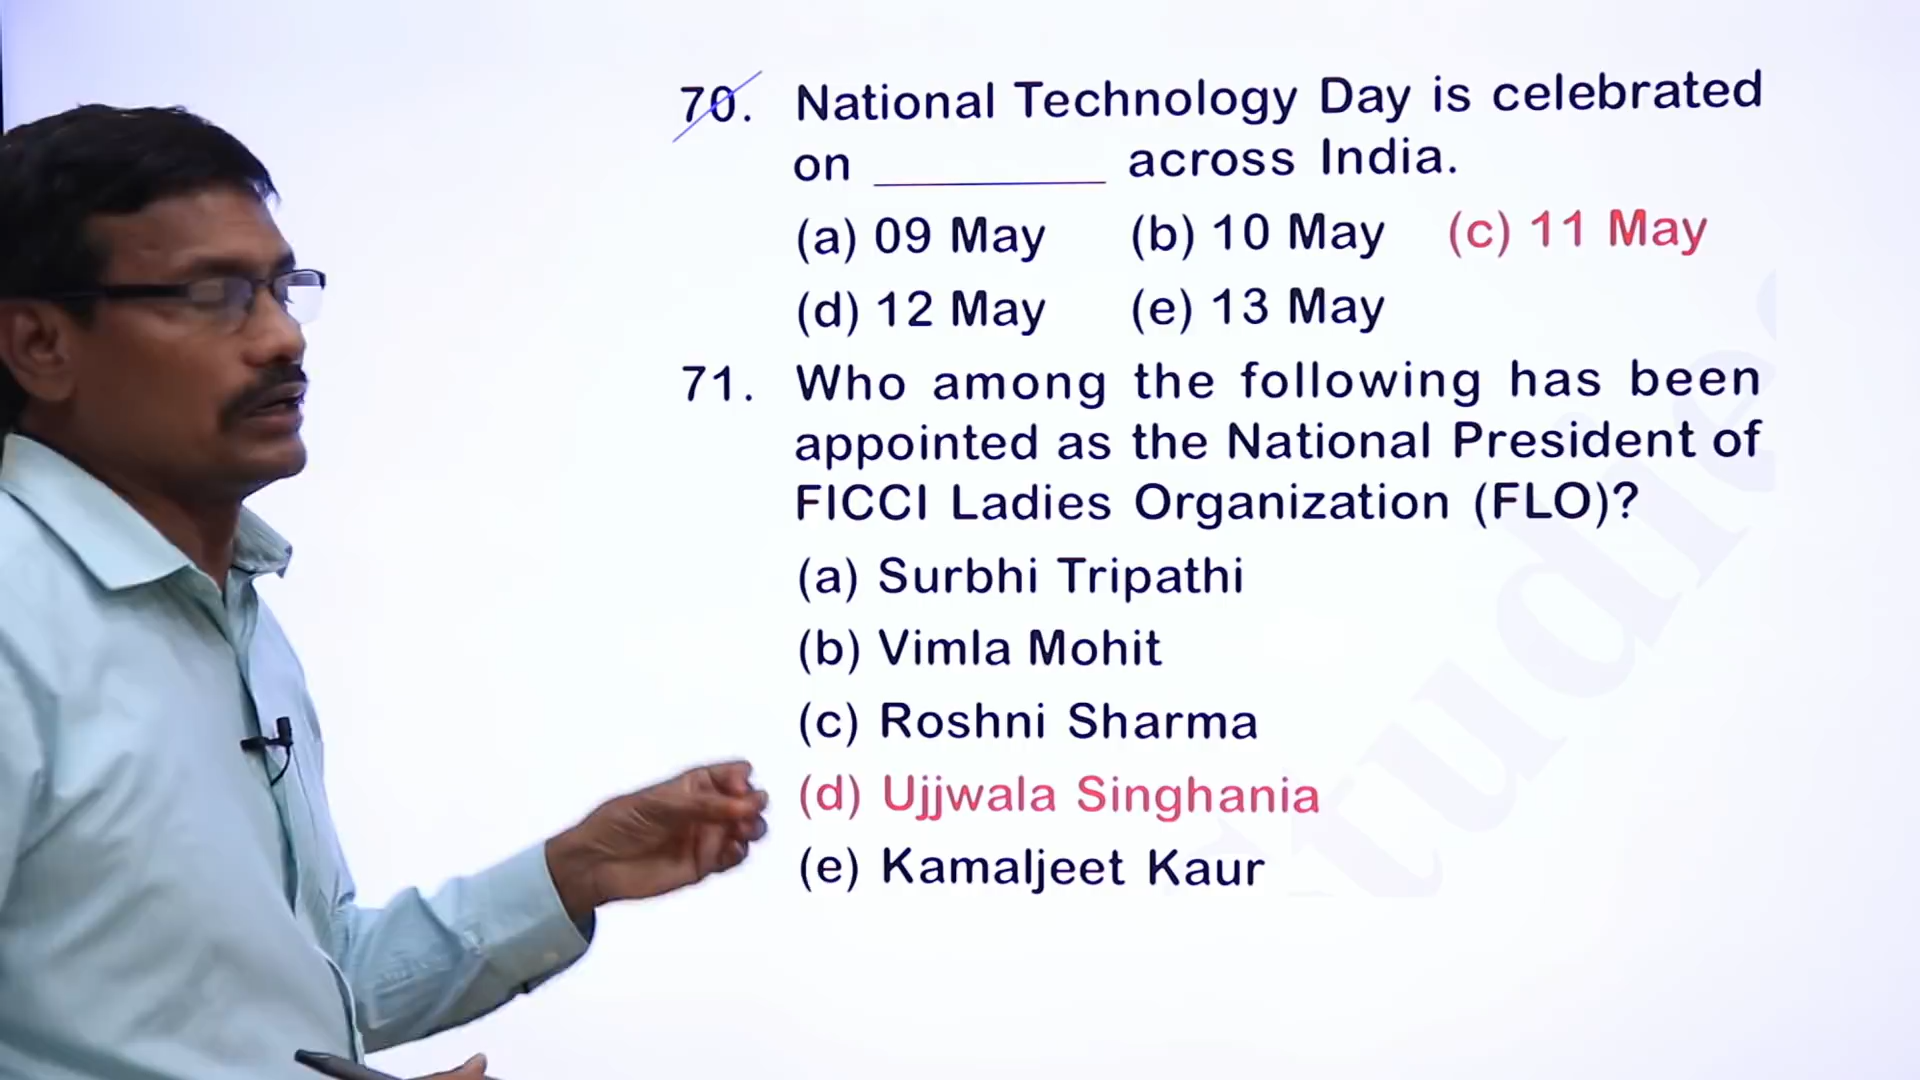 70. National Technology Day is celebrated
on ________ across India.
(a) 09 May (b) 10 May (c) 11 May
(d) 12 May (e) 13 May
71. Who among the following has been
appointed as the National President of
FICCI Ladies Organization (FLO)?
(a) Surbhi Tripathi
(b) Vimla Mohit
(c) Roshni Sharma
(d) Ujjwala Singhania
(e) Kamaljeet Kaur